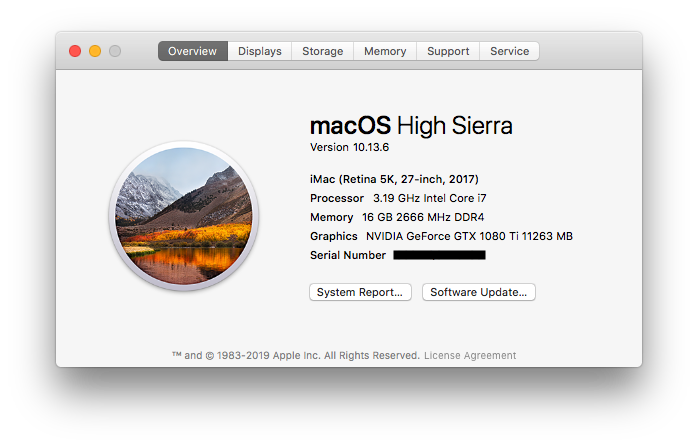 Overview Displays Storage Memory Support Service
macOS High Sierra
Version 10.13.6
iMac (Retina 5K, 27-inch, 2017)
Processor 3.19 GHz Intel Core i7
Memory 16 GB 2666 MHz DDR4
Graphics NVIDIA GeForce GTX 1080 Ti 11263 MB
Serial Number
System Report... Software Update...
™ and © 1983-2019 Apple Inc. All Rights Reserved. License Agreement